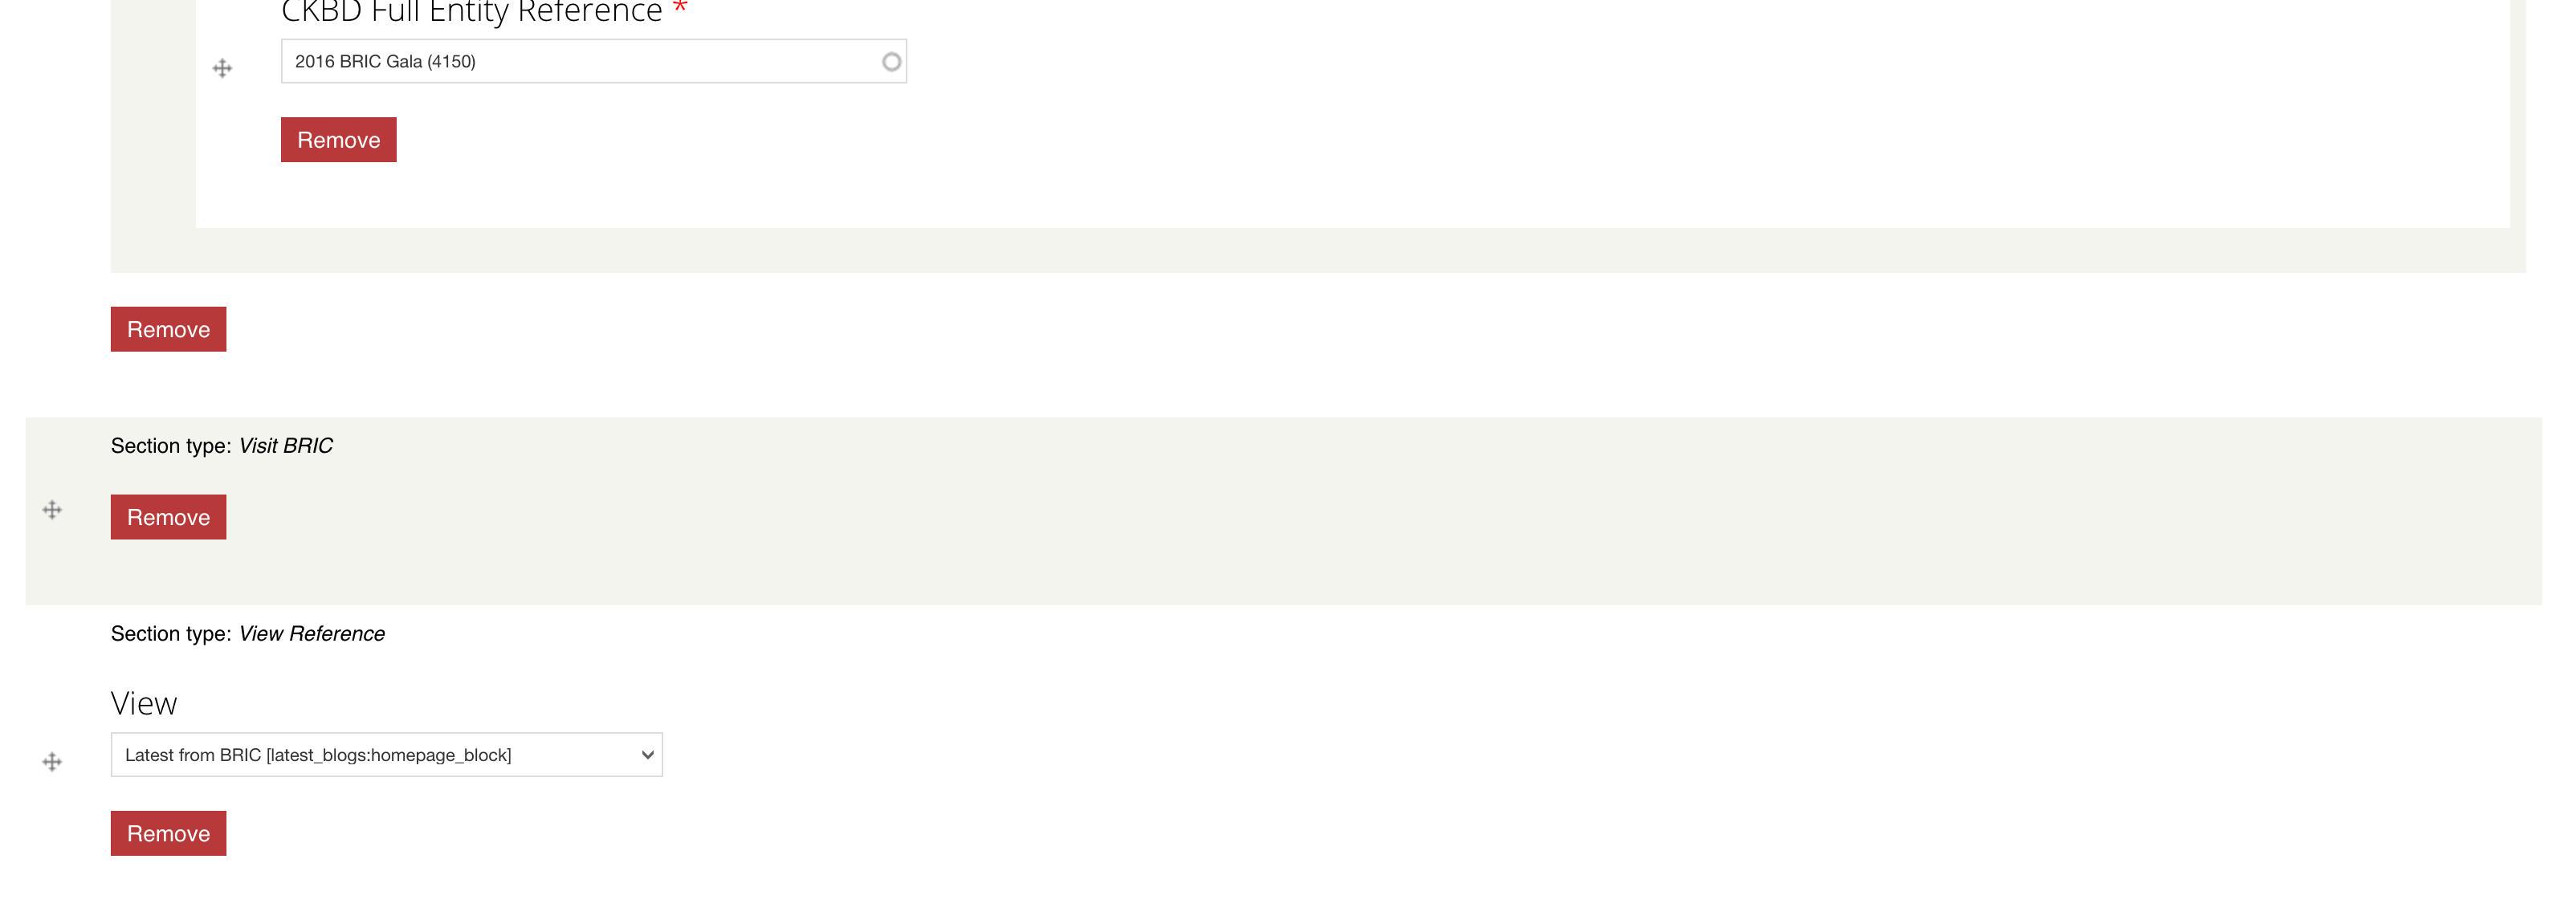 CKBD Full Entity Reference *
2016 BRIC Gala (4150)
Remove
Remove
Section type: Visit BRIC
Remove
Section type: View Reference
View
Latest from BRIC [latest_blogs:homepage_block]
Remove